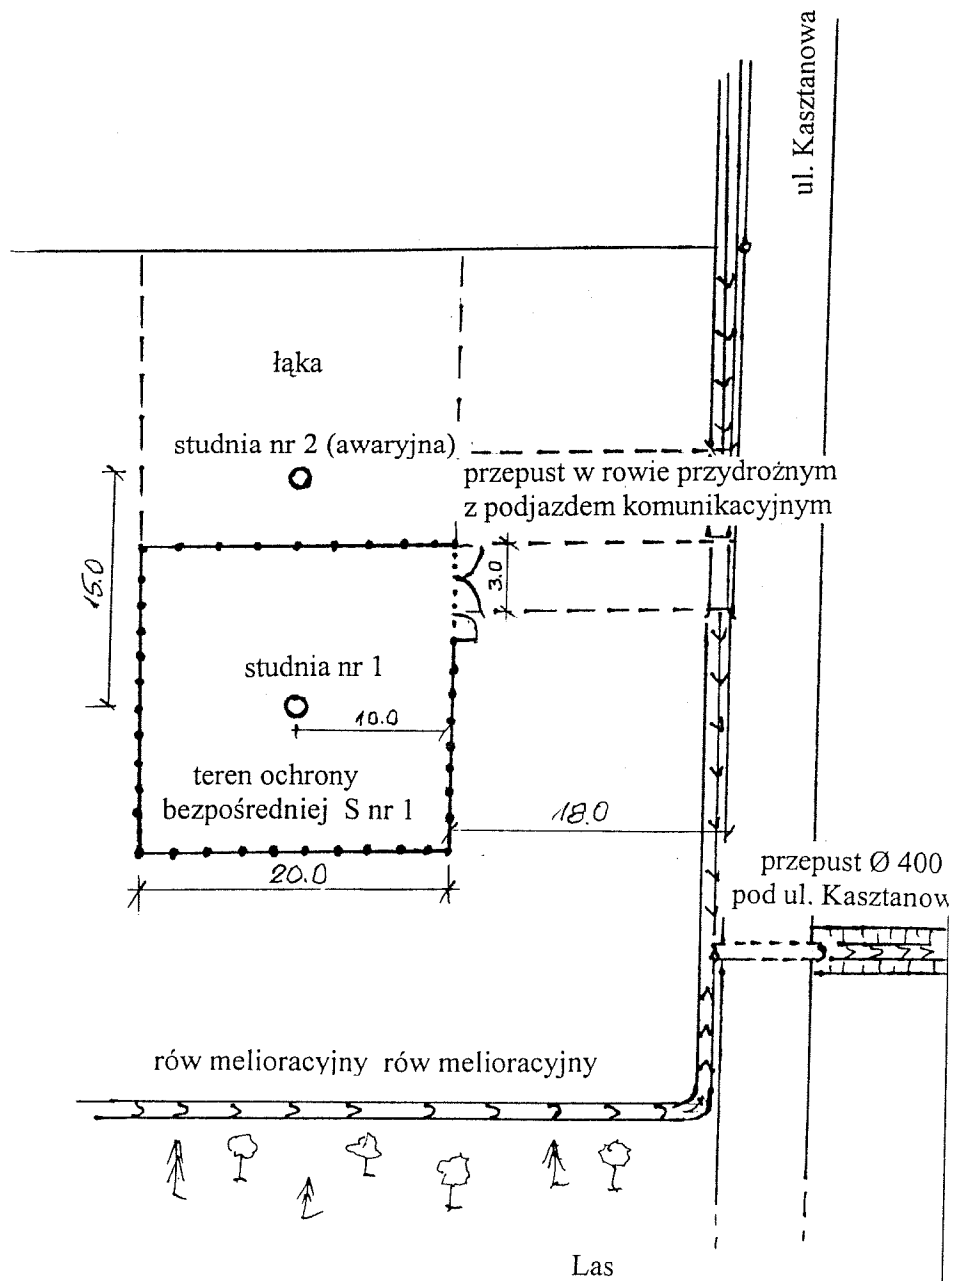 ul. Kasztanowa
łąka
studnia nr 2 (awaryjna)
przepust w rowie przydrożnym
z podjazdem komunikacyjnym
15.0
3.0
studnia nr 1
10.0
teren ochrony
bezpośredniej S nr 1
18.0
20.0
przepust Ø 400
pod ul. Kasztanow
rów melioracyjny rów melioracyjny
Las